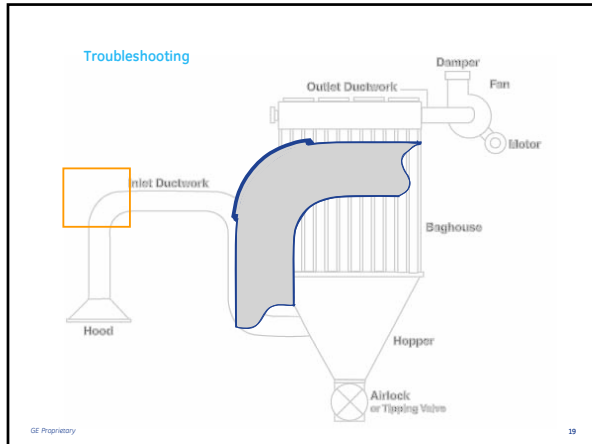 Troubleshooting
Damper
Outlet Ductwork
Fan
Motor
Inlet Ductwork
Baghouse
Hood
Hopper
Airlock
or Tipping Valve
GE Proprietary
19